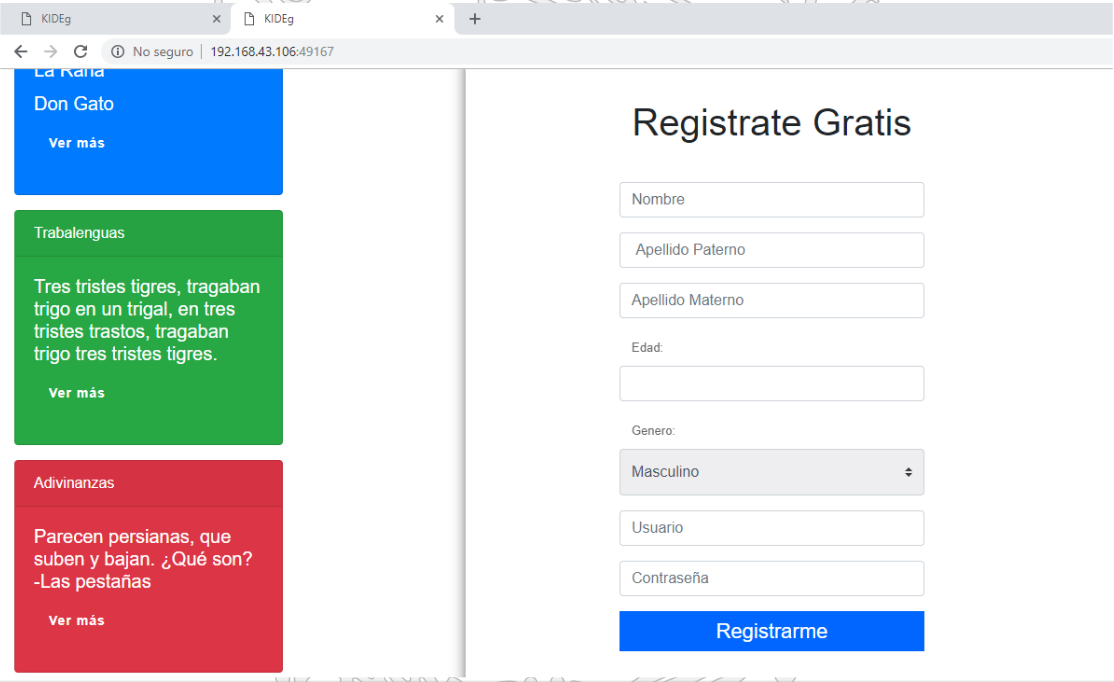 KIDEg
KIDEg
No seguro
192.168.43.106:49167
La Rana
Don Gato
Ver más
Trabalenguas
Tres tristes tigres, tragaban
trigo en un trigal, en tres
tristes trastos, tragaban
trigo tres tristes tigres.
Ver más
Adivinanzas
Parecen persianas, que
suben y bajan. ¿Qué son?
-Las pestañas
Ver más
Registrate Gratis
Nombre
Apellido Paterno
Apellido Materno
Edad:
Genero:
Masculino
Usuario
Contraseña
Registrarme